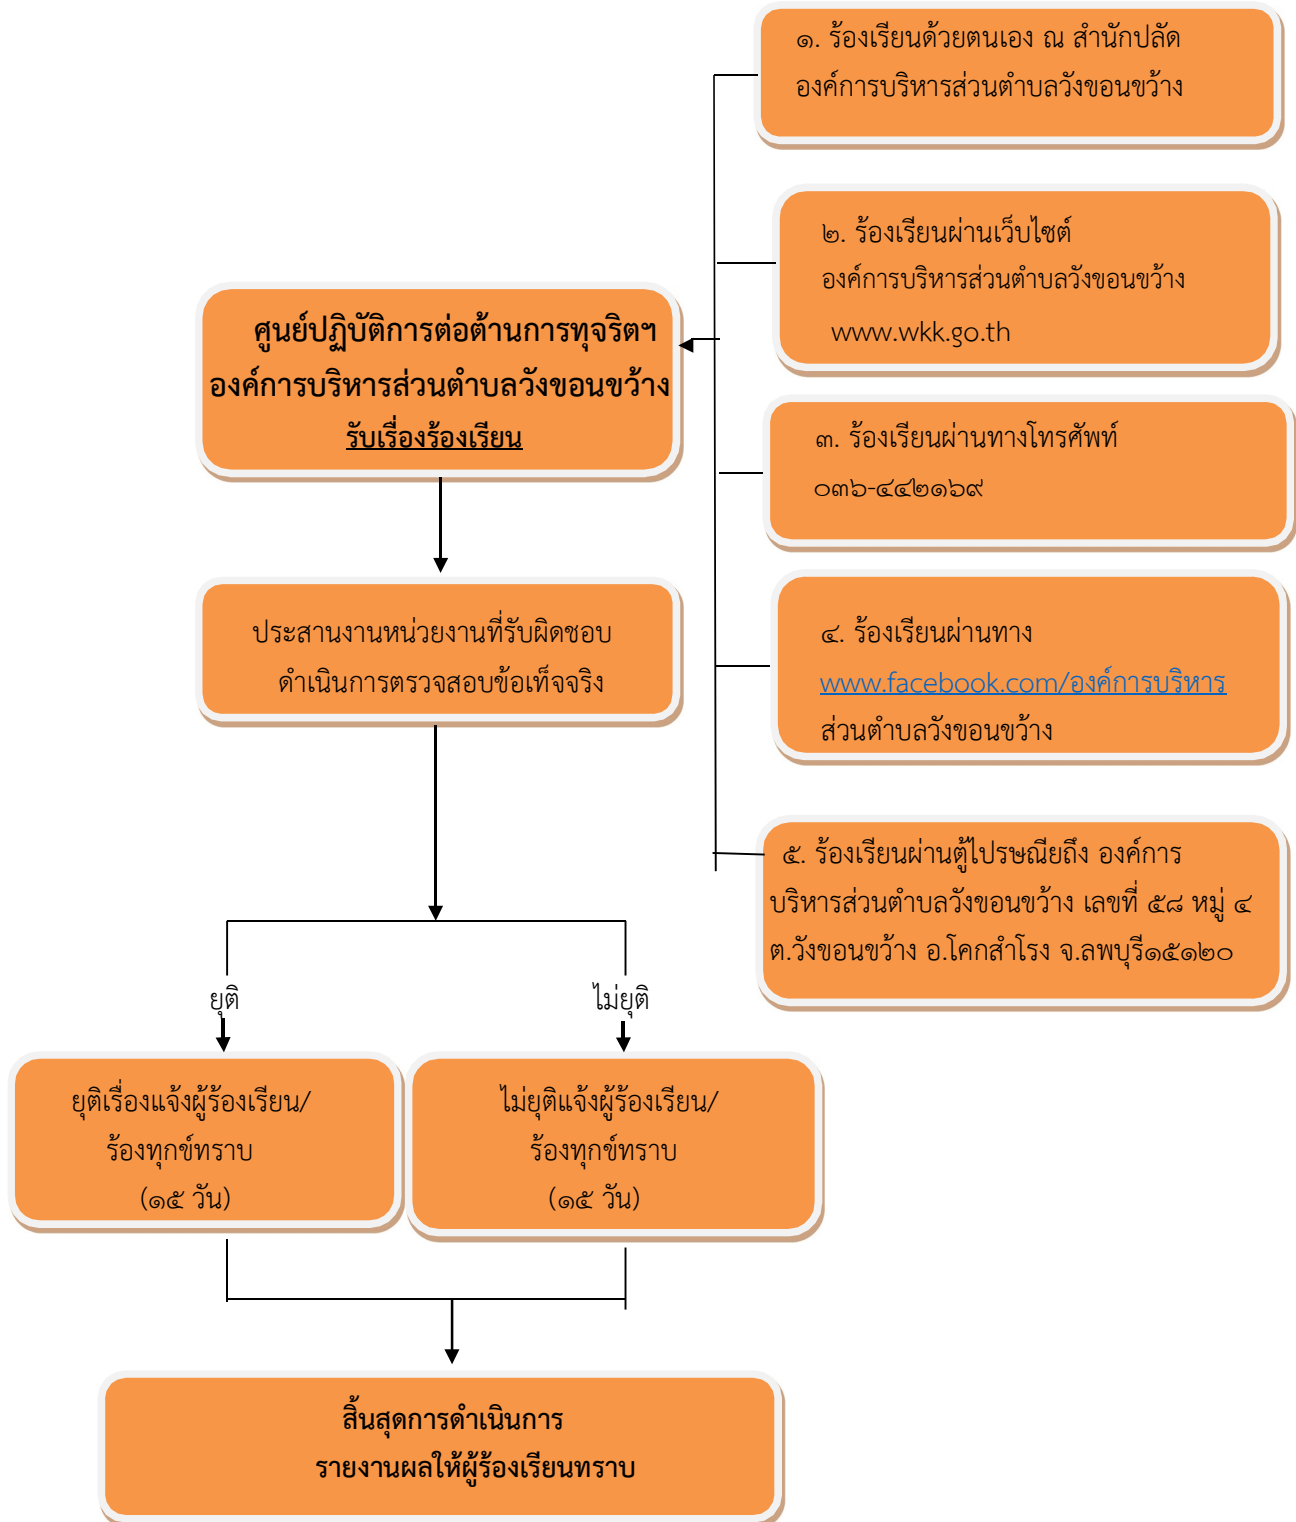 ๑. ร้องเรียนด้วยตนเอง ณ สำนักปลัด
องค์การบริหารส่วนตำบลวังขอนขว้าง
๒. ร้องเรียนผ่านเว็บไซต์
องค์การบริหารส่วนตำบลวังขอนขว้าง
www.wkk.go.th
ศูนย์ปฏิบัติการต่อต้านการทุจริตฯ
องค์การบริหารส่วนตำบลวังขอนขว้าง
รับเรื่องร้องเรียน
๓. ร้องเรียนผ่านทางโทรศัพท์
๐๓๖-๔๔๒๑๖๙
ประสานงานหน่วยงานที่รับผิดชอบ
ดำเนินการตรวจสอบข้อเท็จจริง
๔. ร้องเรียนผ่านทาง
www.facebook.com/องค์การบริหาร
ส่วนตำบลวังขอนขว้าง
๕. ร้องเรียนผ่านตู้ไปรษณียถึง องค์การ
บริหารส่วนตำบลวังขอนขว้าง เลขที่ ๕๘ หมู่ ๔
ต.วังขอนขว้าง อ.โคกสำโรง จ.ลพบุรี๑๕๑๒๐
ยุติ
ไม่ยุติ
ยุติเรื่องแจ้งผู้ร้องเรียน/
ร้องทุกข์ทราบ
(๑๕ วัน)
ไม่ยุติแจ้งผู้ร้องเรียน/
ร้องทุกข์ทราบ
(๑๕ วัน)
สิ้นสุดการดำเนินการ
รายงานผลให้ผู้ร้องเรียนทราบ